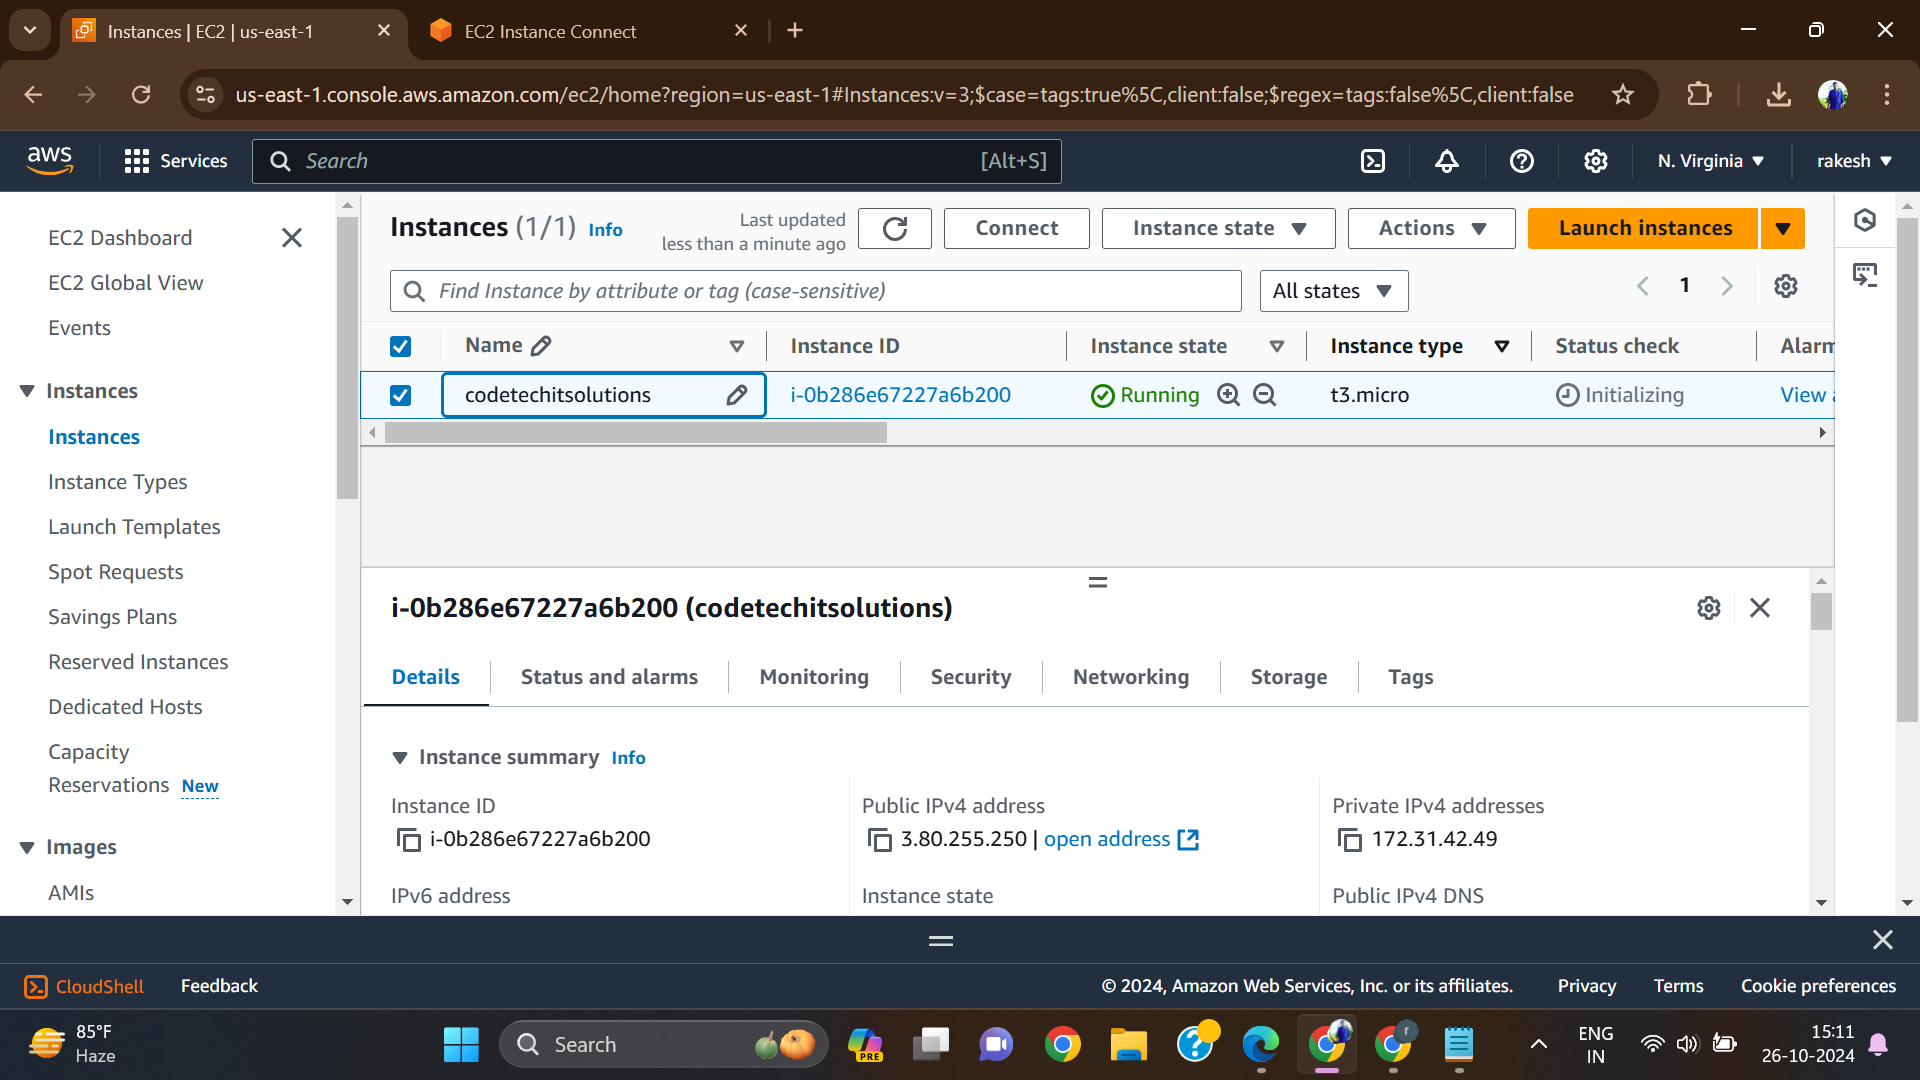 Instances | EC2 | us-east-1
EC2 Instance Connect
us-east-1.console.aws.amazon.com/ec2/home?region=us-east-1#Instances:v=3;$case=tags:true%5C,client:false;$regex=tags:false%5C,client:false
aws
Services
Search
[Alt+S]
N. Virginia
rakesh
EC2 Dashboard
EC2 Global View
Events
Instances
Instances
Instance Types
Launch Templates
Spot Requests
Savings Plans
Reserved Instances
Dedicated Hosts
Capacity
Reservations New
Images
AMIs
Instances (1/1) Info
Last updated
less than a minute ago
Connect
Instance state
Actions
Launch instances
Find Instance by attribute or tag (case-sensitive)
All states
1
Name
Instance ID
Instance state
Instance type
Status check
Alarm
codetechitsolutions
i-0b286e67227a6b200
Running
t3.micro
Initializing
View
i-0b286e67227a6b200 (codetechitsolutions)
Details
Status and alarms
Monitoring
Security
Networking
Storage
Tags
Instance summary Info
Instance ID
i-0b286e67227a6b200
Public IPv4 address
3.80.255.250 | open address
Private IPv4 addresses
172.31.42.49
IPv6 address
Instance state
Public IPv4 DNS
CloudShell
Feedback
© 2024, Amazon Web Services, Inc. or its affiliates.
Privacy
Terms
Cookie preferences
85°F
Haze
Search
PRE
r
ENG
IN
15:11
26-10-2024